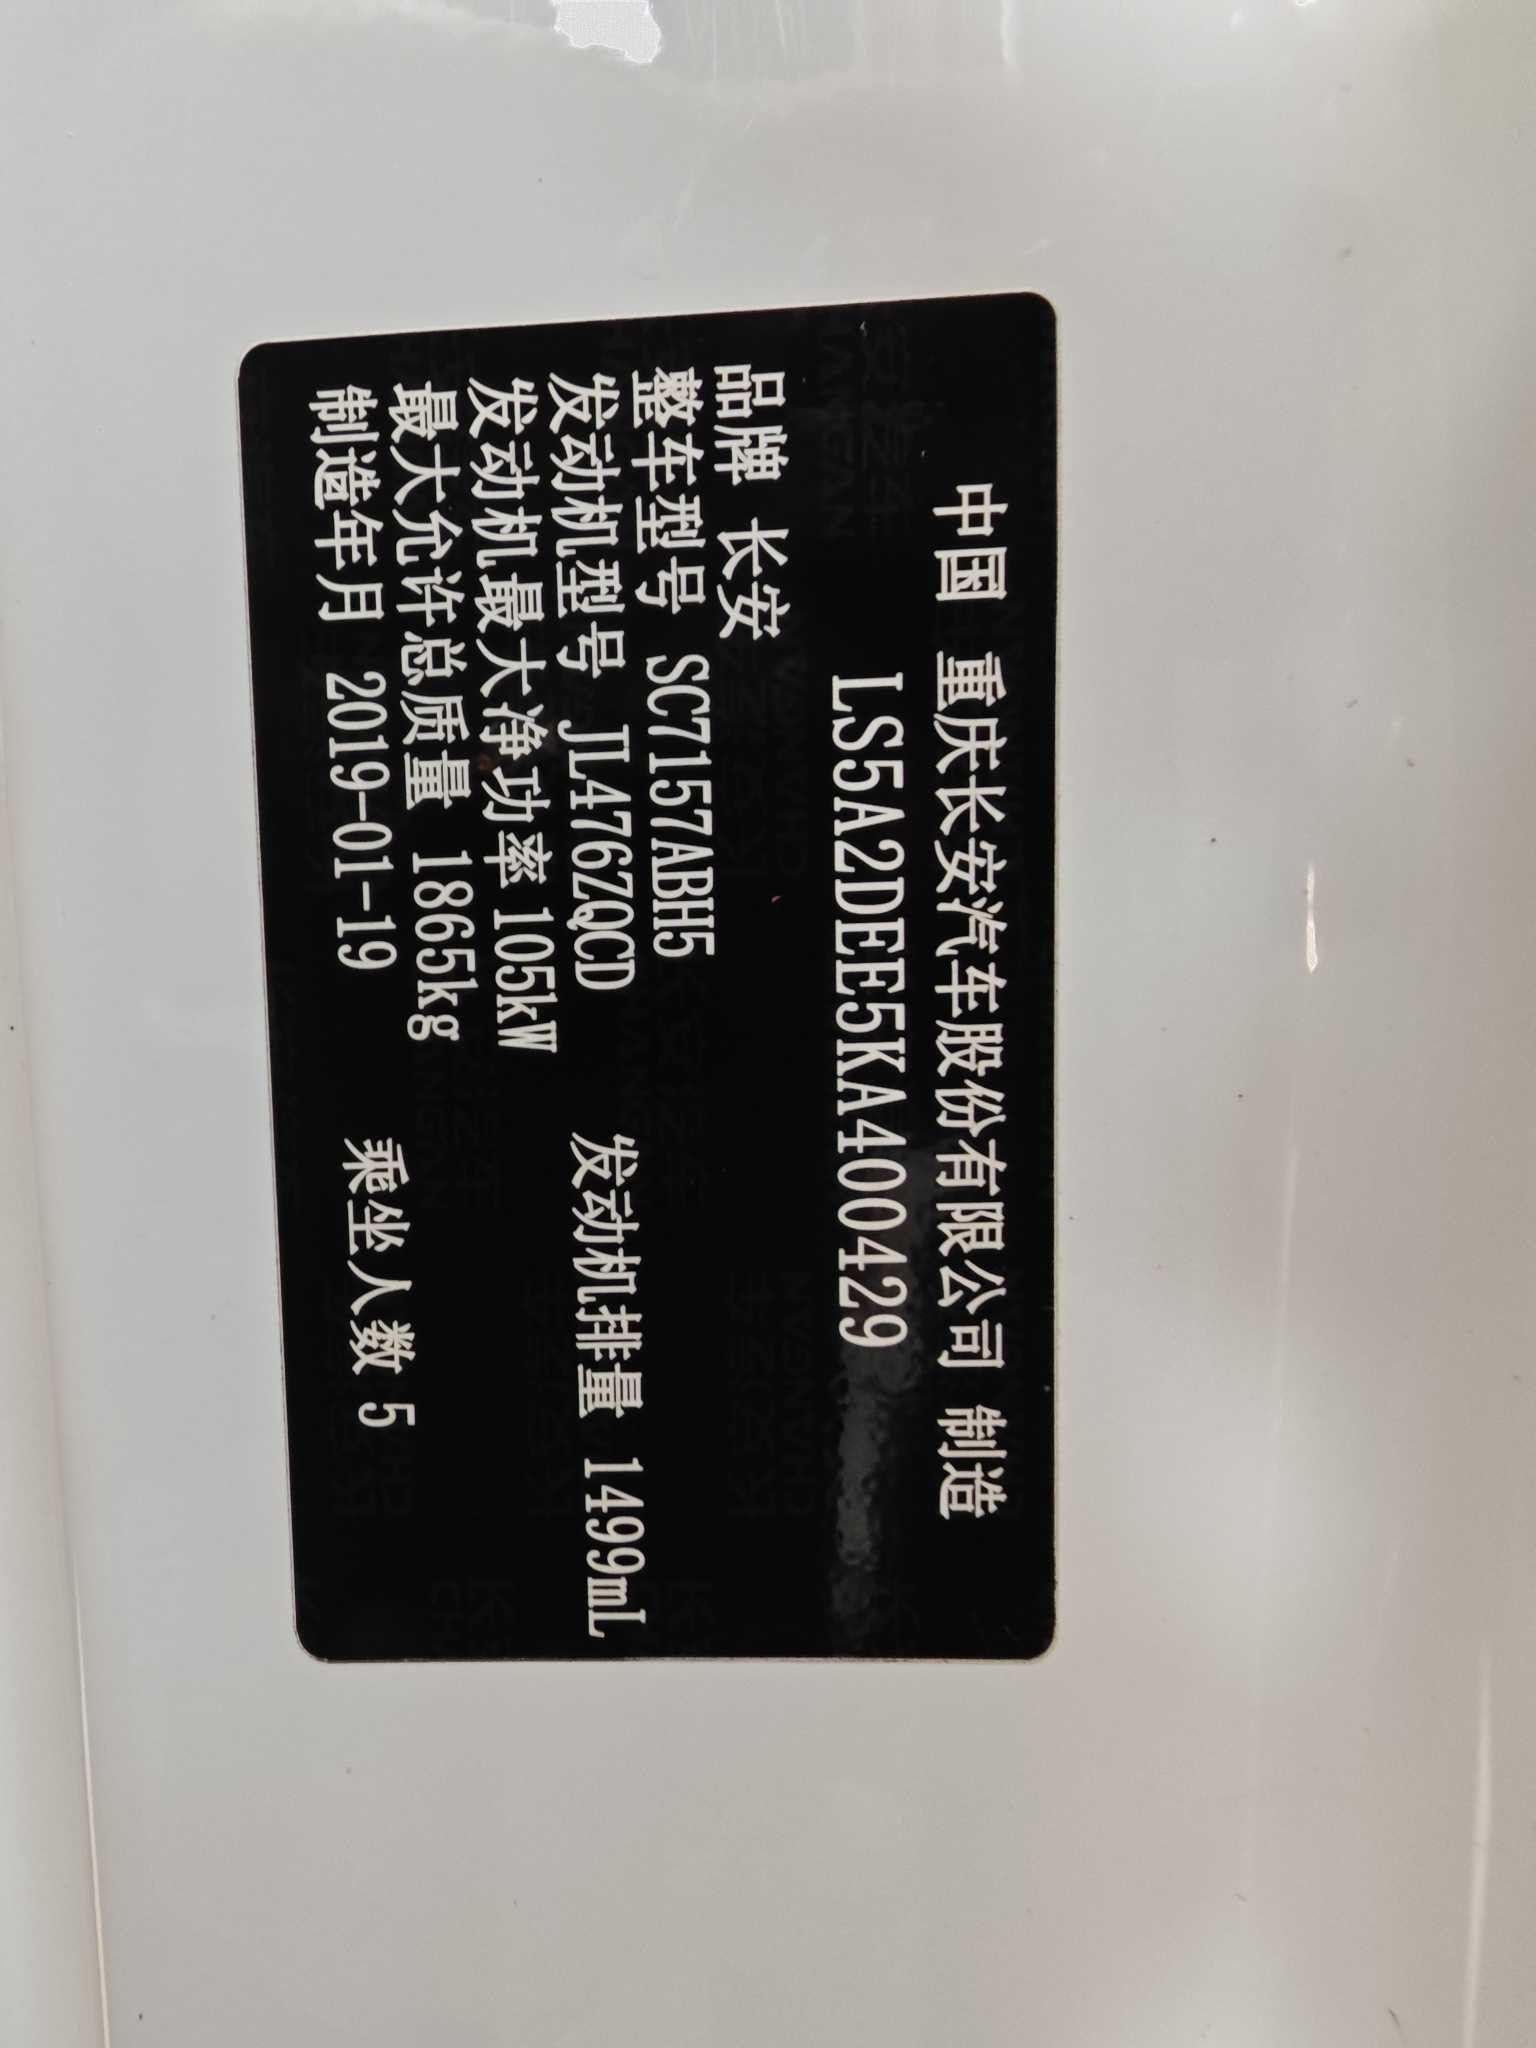 中国 重庆长安汽车股份有限公司 制造
LS5A2DEE5KA400429
品牌 长安
整车型号 SC7157ABH5
发动机型号 JL476ZQCD 发动机排量 1499mL
发动机最大净功率 105kW
最大允许总质量 1865kg
制造年月 2019-01-19 乘坐人数 5